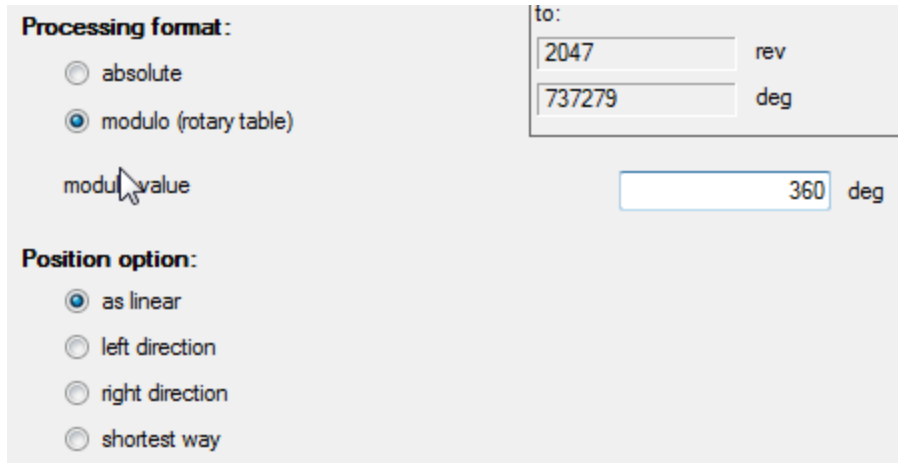 Processing format:
absolute
modulo (rotary table)
to:
2047 rev
737279 deg
value 360 deg
Position option:
as linear
left direction
right direction
shortest way